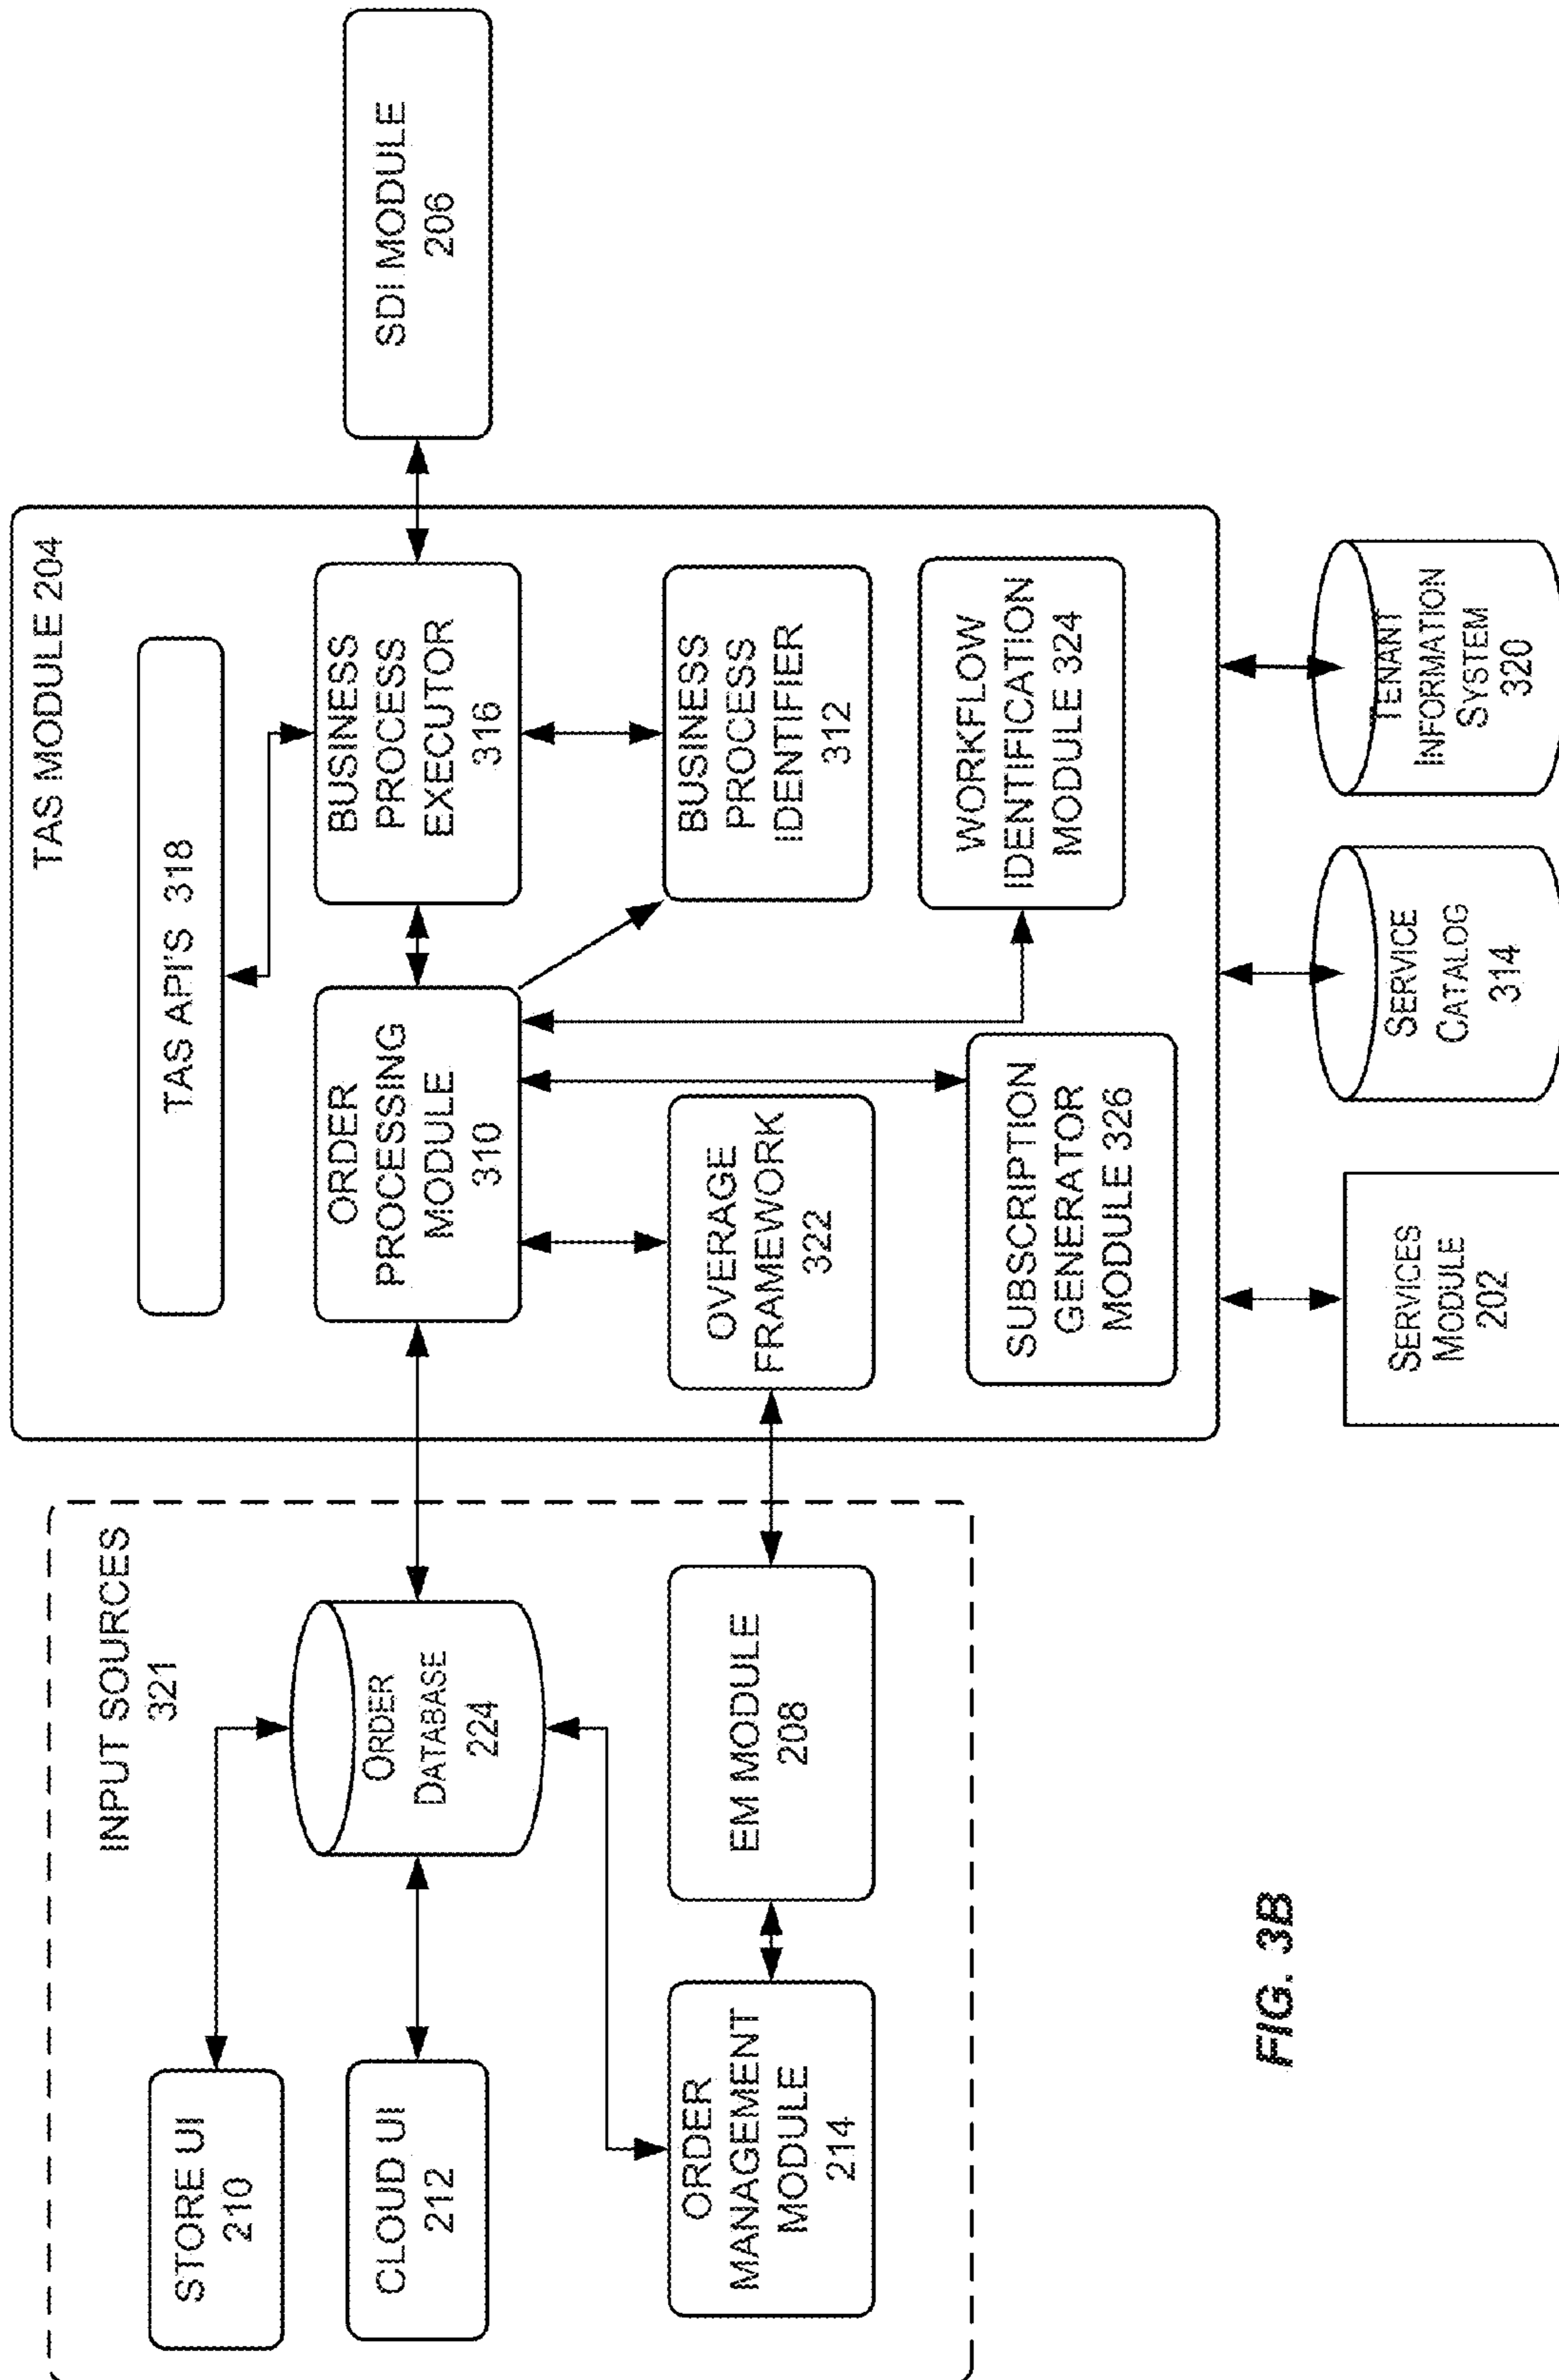 INPUT SOURCES
321
STORE UI
210
CLOUD UI
212
ORDER
DATABASE
224
ORDER
MANAGEMENT
MODULE
214
EM MODULE
208
TAS MODULE 204
TAS API'S 318
ORDER
PROCESSING
MODULE
310
BUSINESS
PROCESS
EXECUTOR
316
OVERAGE
FRAMEWORK
322
BUSINESS
PROCESS
IDENTIFIER
312
SUBSCRIPTION
GENERATOR
MODULE 326
WORKFLOW
IDENTIFICATION
MODULE 324
SDI MODULE
206
SERVICES
MODULE
202
SERVICE
CATALOG
314
TENANT
INFORMATION
SYSTEM
320
FIG. 3B